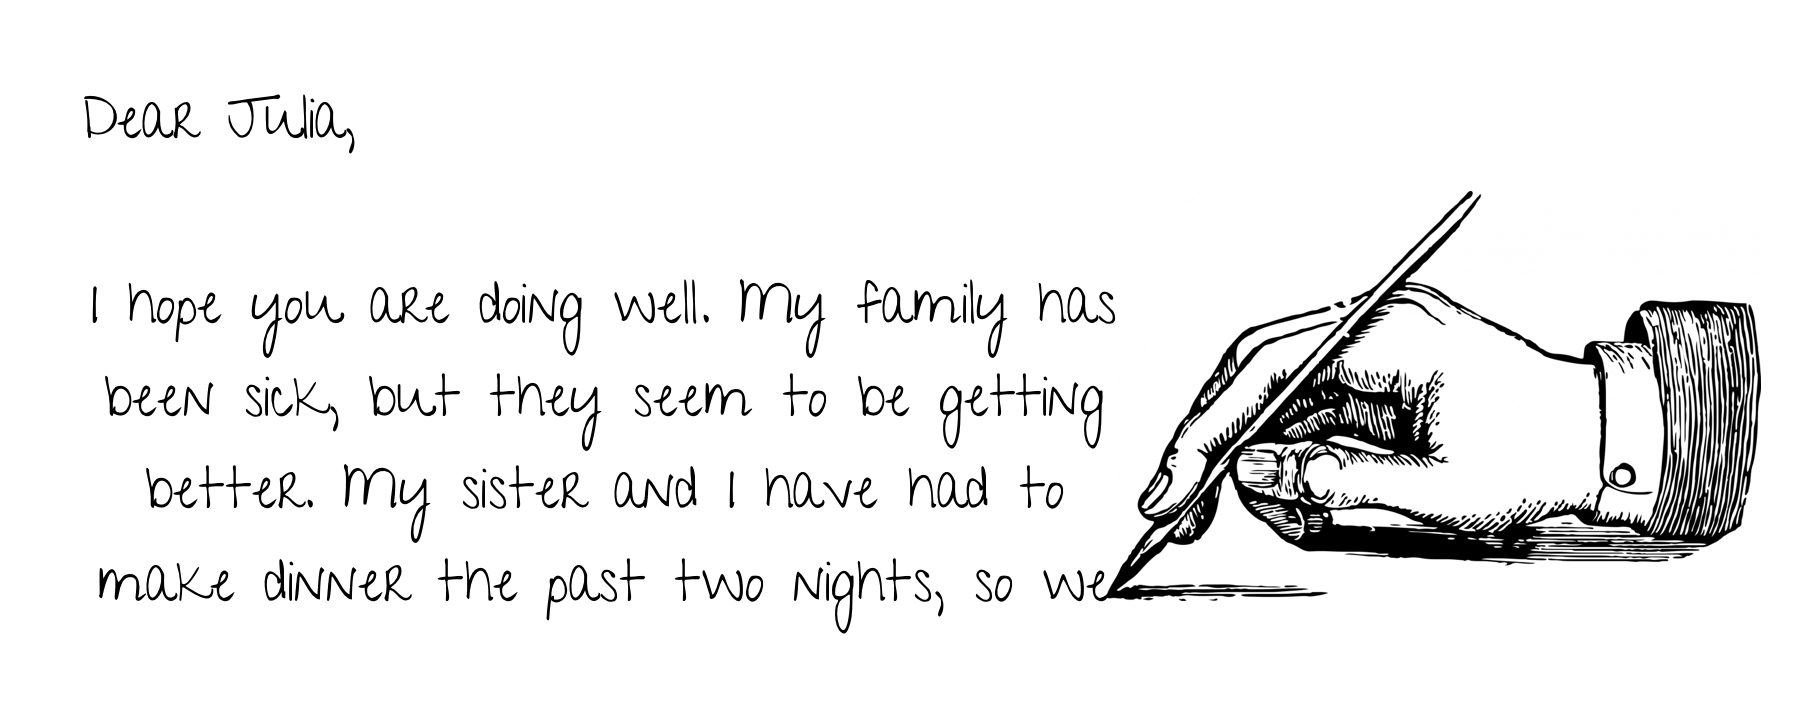 Dear Julia,
I hope you are doing well. My family has
been sick, but they seem to be getting
better. My sister and I have had to
make dinner the past two nights, so we